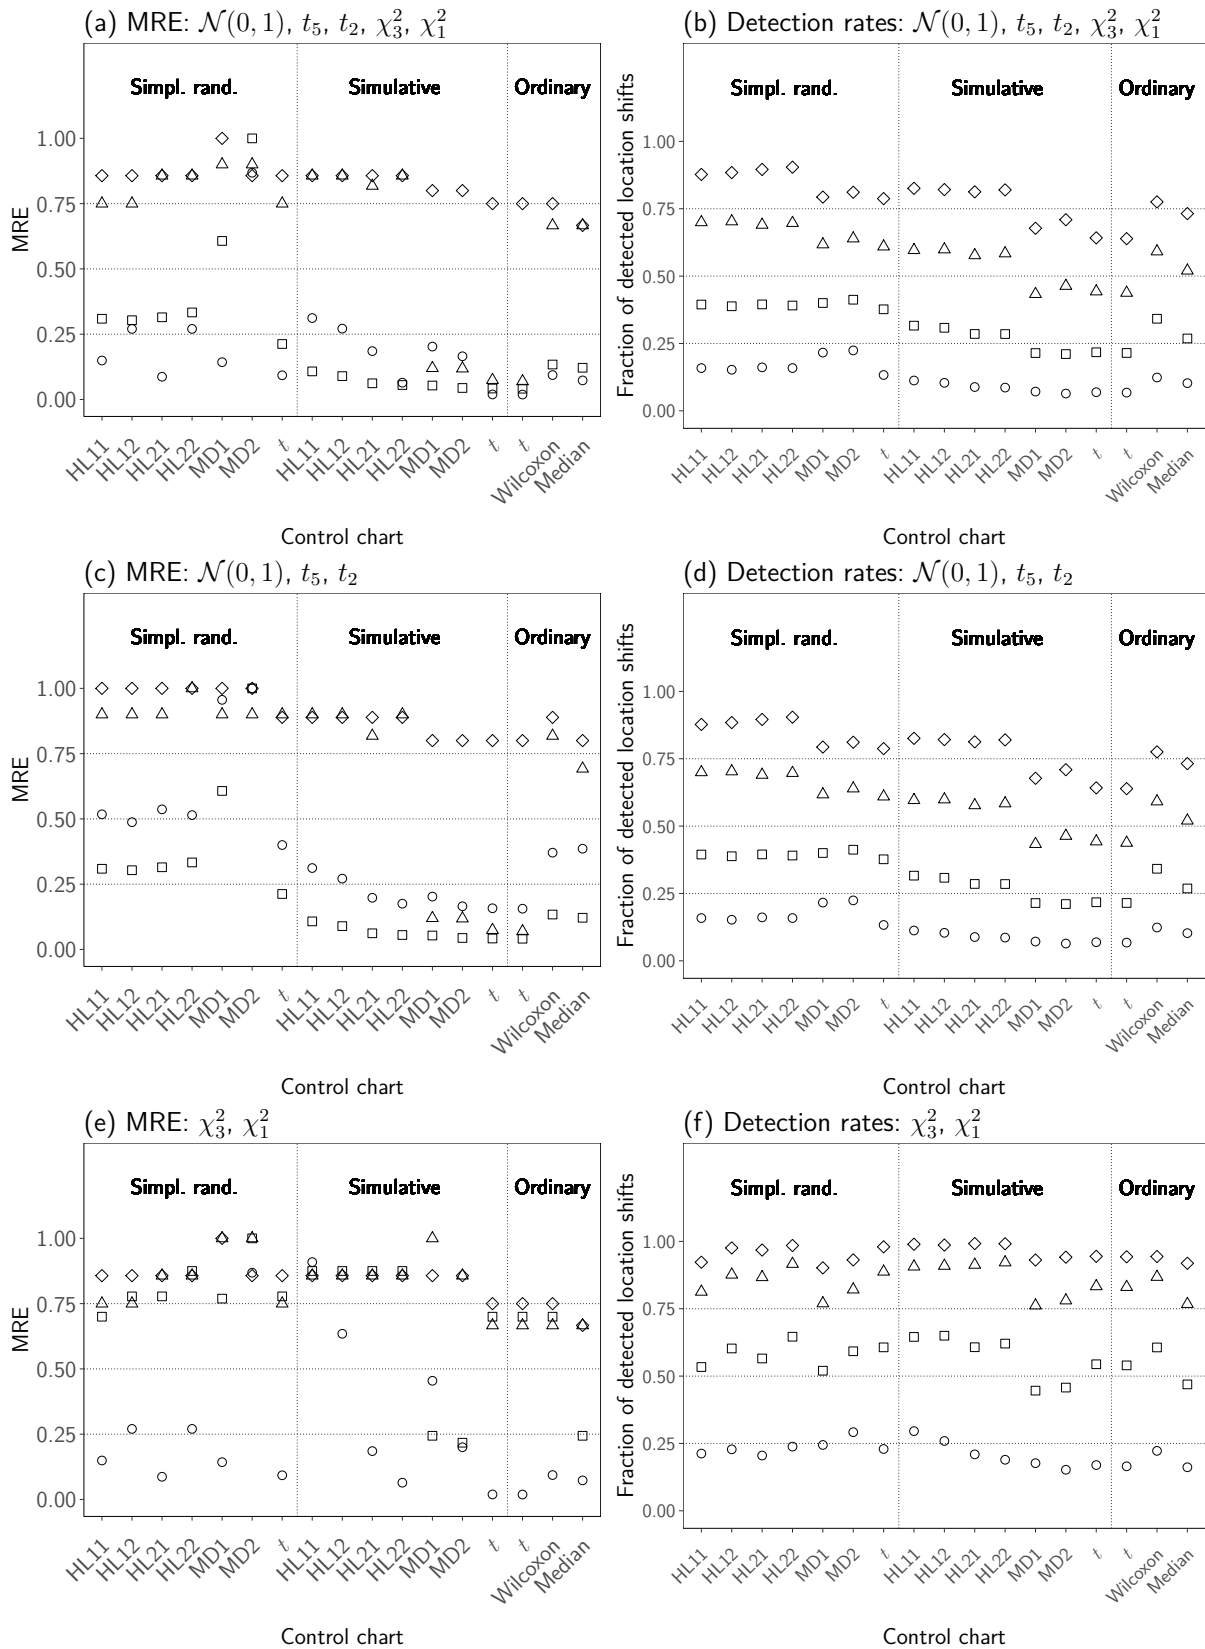 (a) MRE: 𝒩(0, 1), t₅, t₂, χ²₃, χ²₁
MRE
Simpl. rand. Simulative Ordinary
1.00
0.75
0.50
0.25
0.00
HL11 HL12 HL21 HL22 MD1 MD2 t HL11 HL12 HL21 HL22 MD1 MD2 t t Wilcoxon Median
Control chart
(b) Detection rates: 𝒩(0, 1), t₅, t₂, χ²₃, χ²₁
Fraction of detected location shifts
Simpl. rand. Simulative Ordinary
1.00
0.75
0.50
0.25
0.00
HL11 HL12 HL21 HL22 MD1 MD2 t HL11 HL12 HL21 HL22 MD1 MD2 t t Wilcoxon Median
Control chart
(c) MRE: 𝒩(0, 1), t₅, t₂
MRE
Simpl. rand. Simulative Ordinary
1.00
0.75
0.50
0.25
0.00
HL11 HL12 HL21 HL22 MD1 MD2 t HL11 HL12 HL21 HL22 MD1 MD2 t t Wilcoxon Median
Control chart
(d) Detection rates: 𝒩(0, 1), t₅, t₂
Fraction of detected location shifts
Simpl. rand. Simulative Ordinary
1.00
0.75
0.50
0.25
0.00
HL11 HL12 HL21 HL22 MD1 MD2 t HL11 HL12 HL21 HL22 MD1 MD2 t t Wilcoxon Median
Control chart
(e) MRE: χ²₃, χ²₁
MRE
Simpl. rand. Simulative Ordinary
1.00
0.75
0.50
0.25
0.00
HL11 HL12 HL21 HL22 MD1 MD2 t HL11 HL12 HL21 HL22 MD1 MD2 t t Wilcoxon Median
Control chart
(f) Detection rates: χ²₃, χ²₁
Fraction of detected location shifts
Simpl. rand. Simulative Ordinary
1.00
0.75
0.50
0.25
0.00
HL11 HL12 HL21 HL22 MD1 MD2 t HL11 HL12 HL21 HL22 MD1 MD2 t t Wilcoxon Median
Control chart